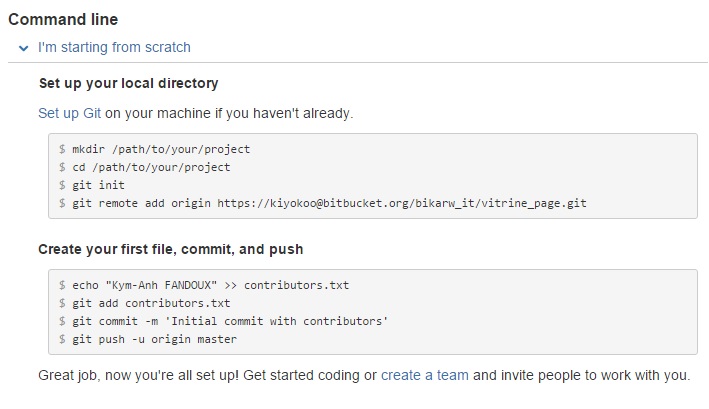 Command line
I'm starting from scratch
Set up your local directory
Set up Git on your machine if you haven't already.
$ mkdir /path/to/your/project
$ cd /path/to/your/project
$ git init
$ git remote add origin https://kiyokoo@bitbucket.org/bikarw_it/vitrine_page.git
Create your first file, commit, and push
$ echo "Kym-Anh FANDOUX" >> contributors.txt
$ git add contributors.txt
$ git commit -m 'Initial commit with contributors'
$ git push -u origin master
Great job, now you're all set up! Get started coding or create a team and invite people to work with you.